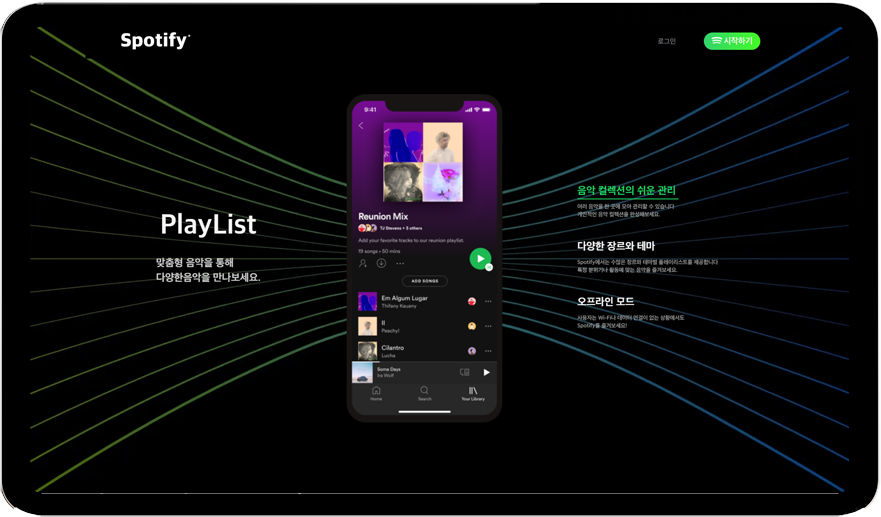 Spotify
로그인
시작하기
9:41
Reunion Mix
TJ Stevens + 3 others
Add your favorite tracks to our reunion playlist.
19 songs • 50 mins
ADD SONGS
Em Algum Lugar
Thifany Kauany
II
Peachy!
Cilantro
Luche
Some Days
Ira Wolf
Home
Search
Your Library
PlayList
맞춤형 음악을 통해
다양한음악을 만나보세요.
음악 컬렉션의 쉬운 관리
여러 음악을 한 곳에 모아 관리할 수 있습니다
개인적인 음악 컬렉션을 완성해보세요.
다양한 장르와 테마
Spotify에서는 수많은 장르와 테마별 플레이리스트를 제공합니다
특정 분위기나 활동에 맞는 음악을 즐겨보세요.
오프라인 모드
사용자는 Wi-Fi나 데이터 연결이 없는 상황에서도
Spotify를 즐겨보세요!